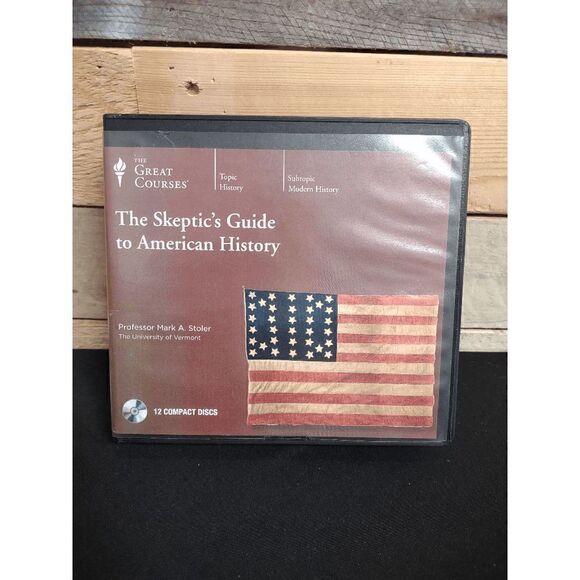 THE
GREAT
COURSES®
Topic
History
Subtopic
Modern History
The Skeptic's Guide
to American History
Professor Mark A. Stoler
The University of Vermont
12 COMPACT DISCS